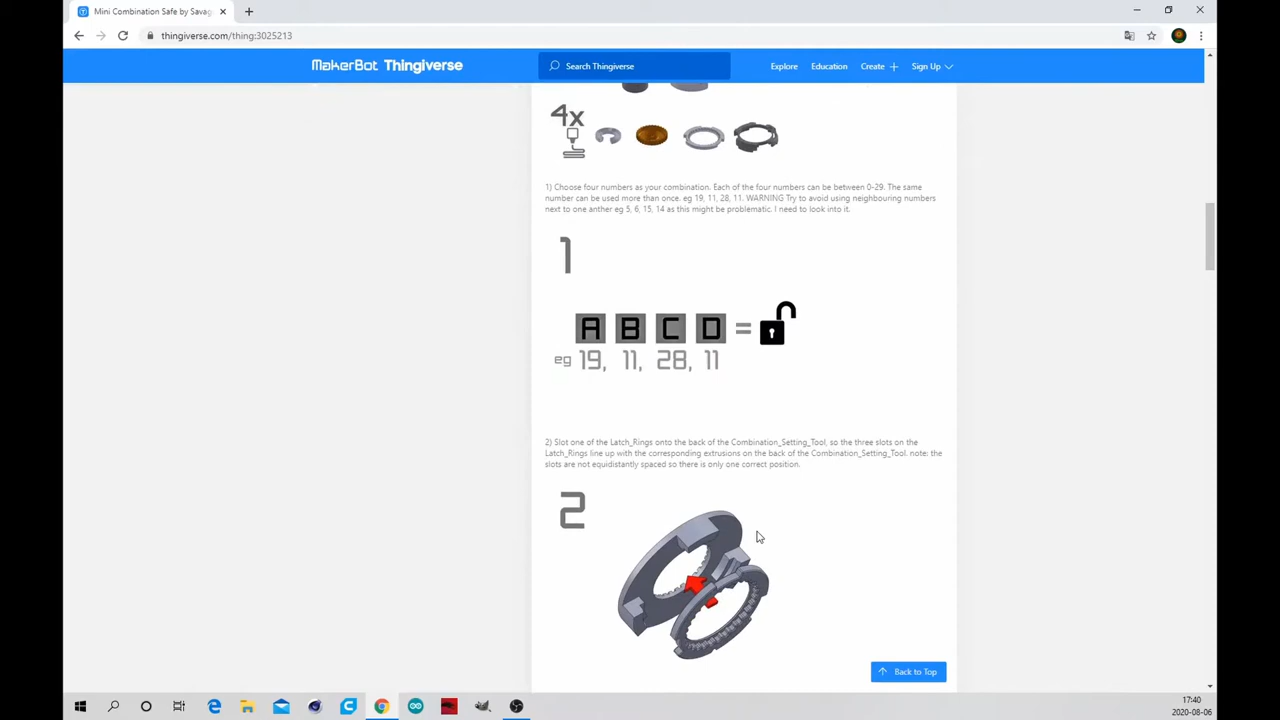 Mini Combination Safe by Savag
thingiverse.com/thing:3025213
MakerBot Thingiverse
Search Thingiverse
Explore
Education
Create
Sign Up
4x
1) Choose four numbers as your combination. Each of the four numbers can be between 0-29. The same
number can be used more than once. eg 19, 11, 28, 11. WARNING Try to avoid using neighbouring numbers
next to one anther eg 5, 6, 15, 14 as this might be problematic. I need to look into it.
1
A B C D =
eg 19, 11, 28, 11
2) Slot one of the Latch_Rings onto the back of the Combination_Setting_Tool, so the three slots on the
Latch_Rings line up with the corresponding extrusions on the back of the Combination_Setting_Tool. note: the
slots are not equidistantly spaced so there is only one correct position.
2
Back to Top
17:40
2020-08-06